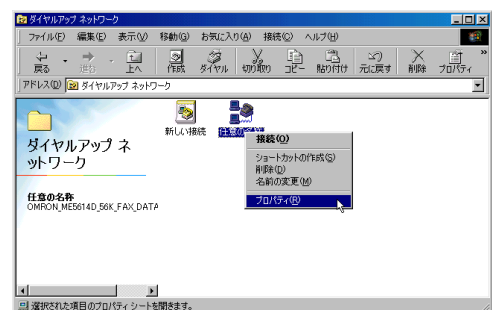 ダイヤルアップ ネットワーク
ファイル(F) 編集(E) 表示(V) 移動(G) お気に入り(A) 接続(C) ヘルプ(H)
戻る 進む 上へ 作成 ダイヤル 切り取り コピー 貼り付け 元に戻す 削除 プロパティ
アドレス(D) ダイヤルアップ ネットワーク
新しい接続 任意の名称
ダイヤルアップ ネ
ットワーク
任意の名称
OMRON_ME5614D_56K_FAX_DATA
接続(O)
ショートカットの作成(S)
削除(D)
名前の変更(M)
プロパティ(R)
選択された項目のプロパティ シートを開きます。